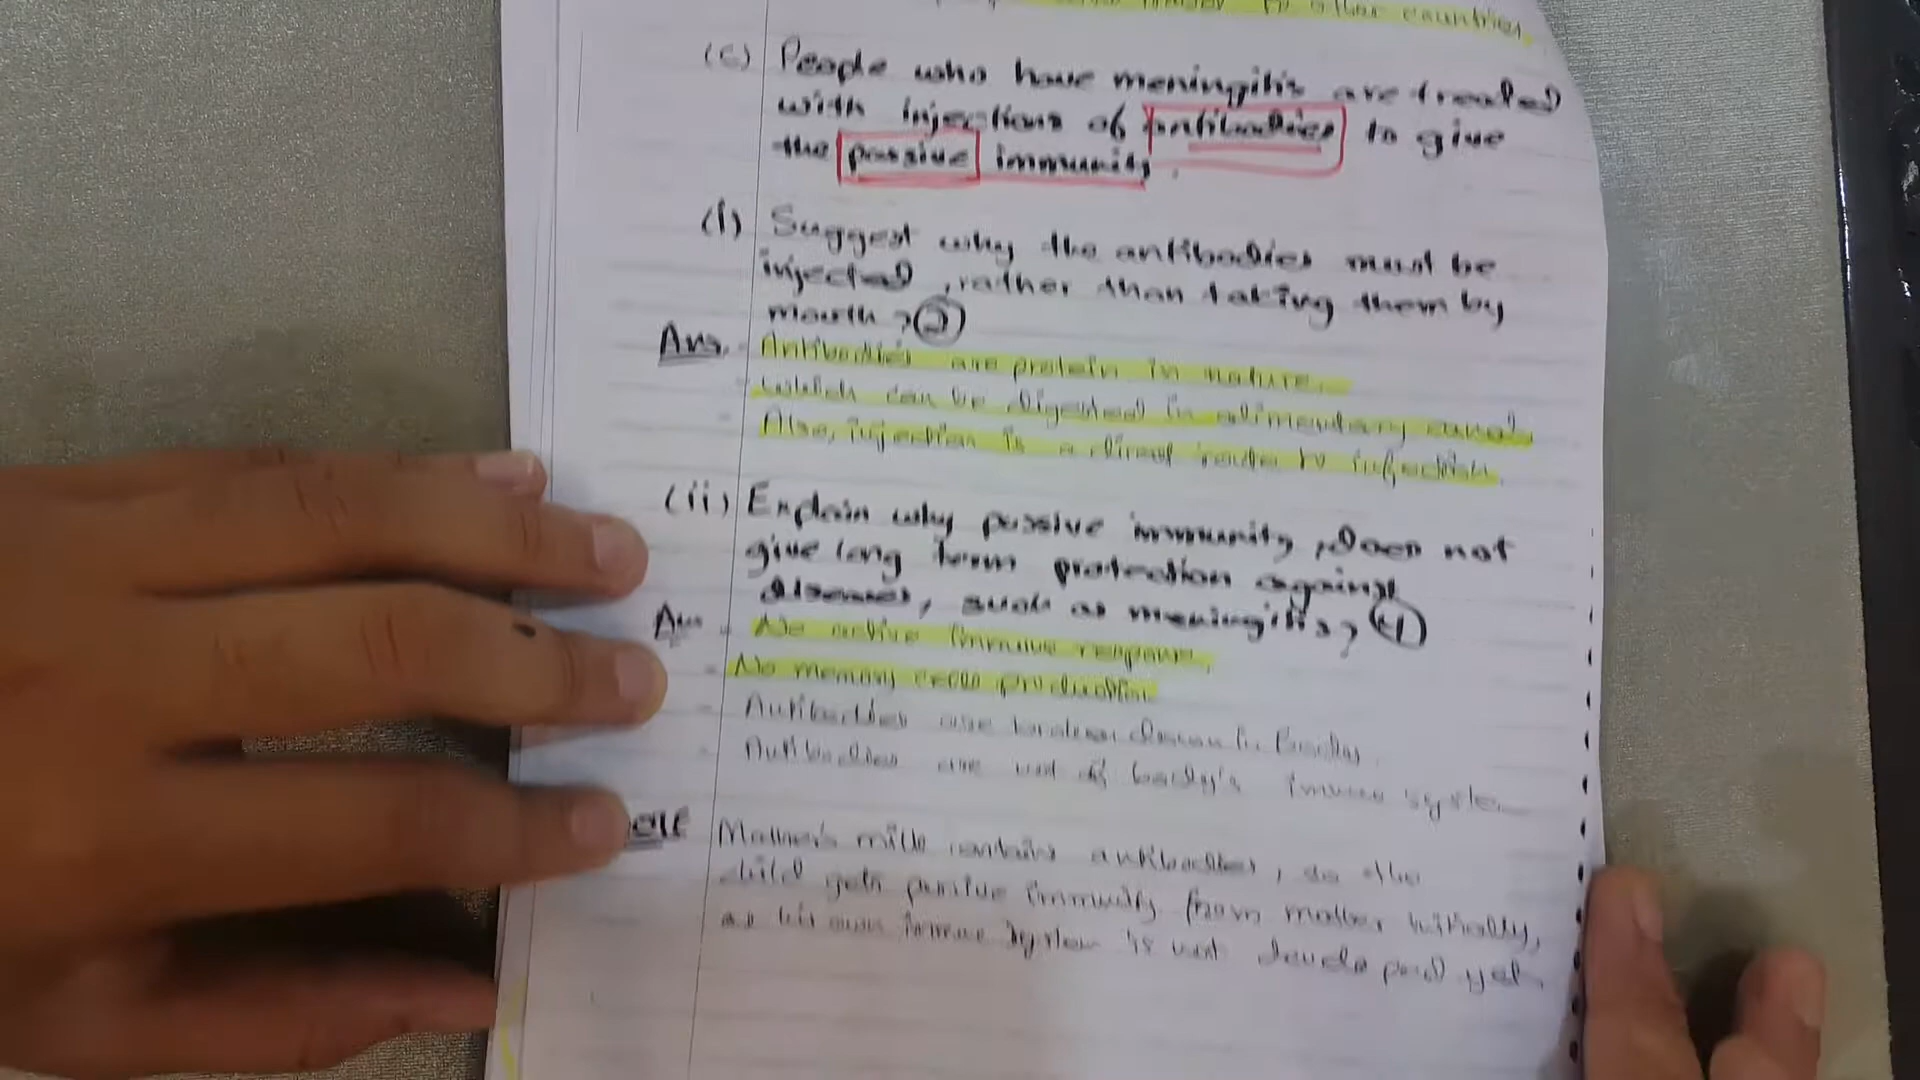 other countries.
(c) People who have meningitis are treated
with injections of antibodies to give
the passive immunity.
(i) Suggest why the antibodies must be
injected, rather than taking them by
mouth? (2)
Ans. - Antibodies are protein in nature.
- which can be digested in alimentary canal.
- Also, injection is a direct route to infection.
(ii) Explain why passive immunity, does not
give long term protection against
diseases, such as meningitis? (4)
Ans - No active immune response.
- No memory cells production
- Antibodies are broken down in body.
- Antibodies are not of body's immune system
Mother's milk contains antibodies, so the
child gets passive immunity from mother initially,
as his own immune system is not developed yet.